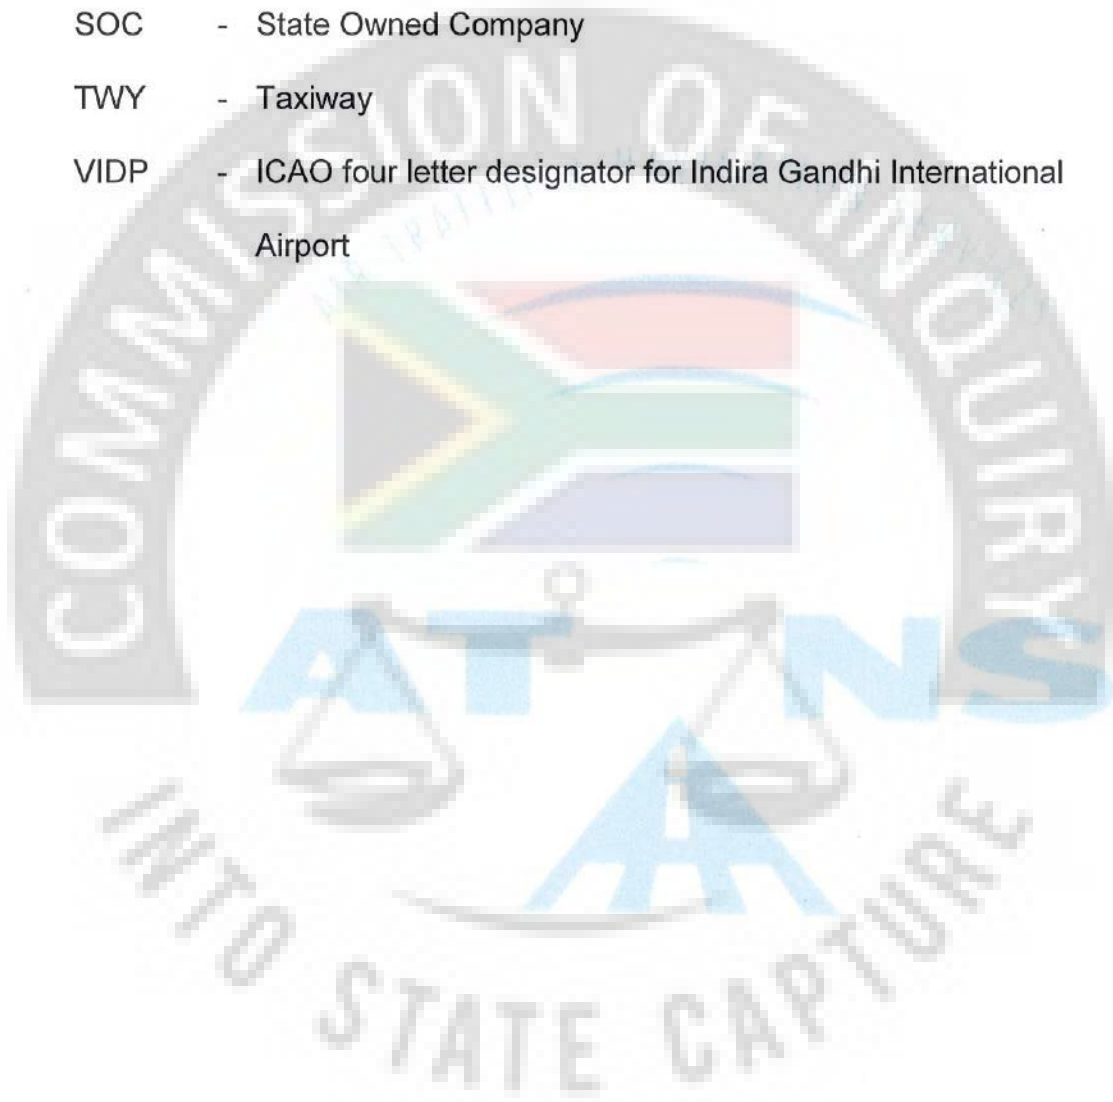 SOC - State Owned Company
TWY - Taxiway
VIDP - ICAO four letter designator for Indira Gandhi International
Airport
COMMISSION OF INQUIRY
ATNS
INTO STATE CAPTURE